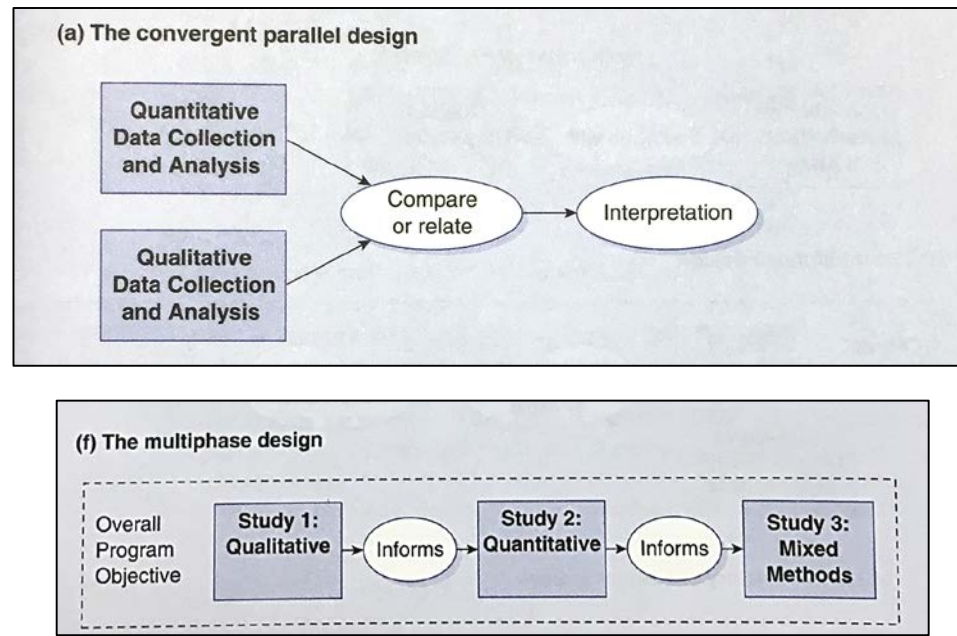 (a) The convergent parallel design
Quantitative
Data Collection
and Analysis
Compare
or relate
Interpretation
Qualitative
Data Collection
and Analysis
(f) The multiphase design
Overall
Program
Objective
Study 1:
Qualitative
Informs
Study 2:
Quantitative
Informs
Study 3:
Mixed
Methods